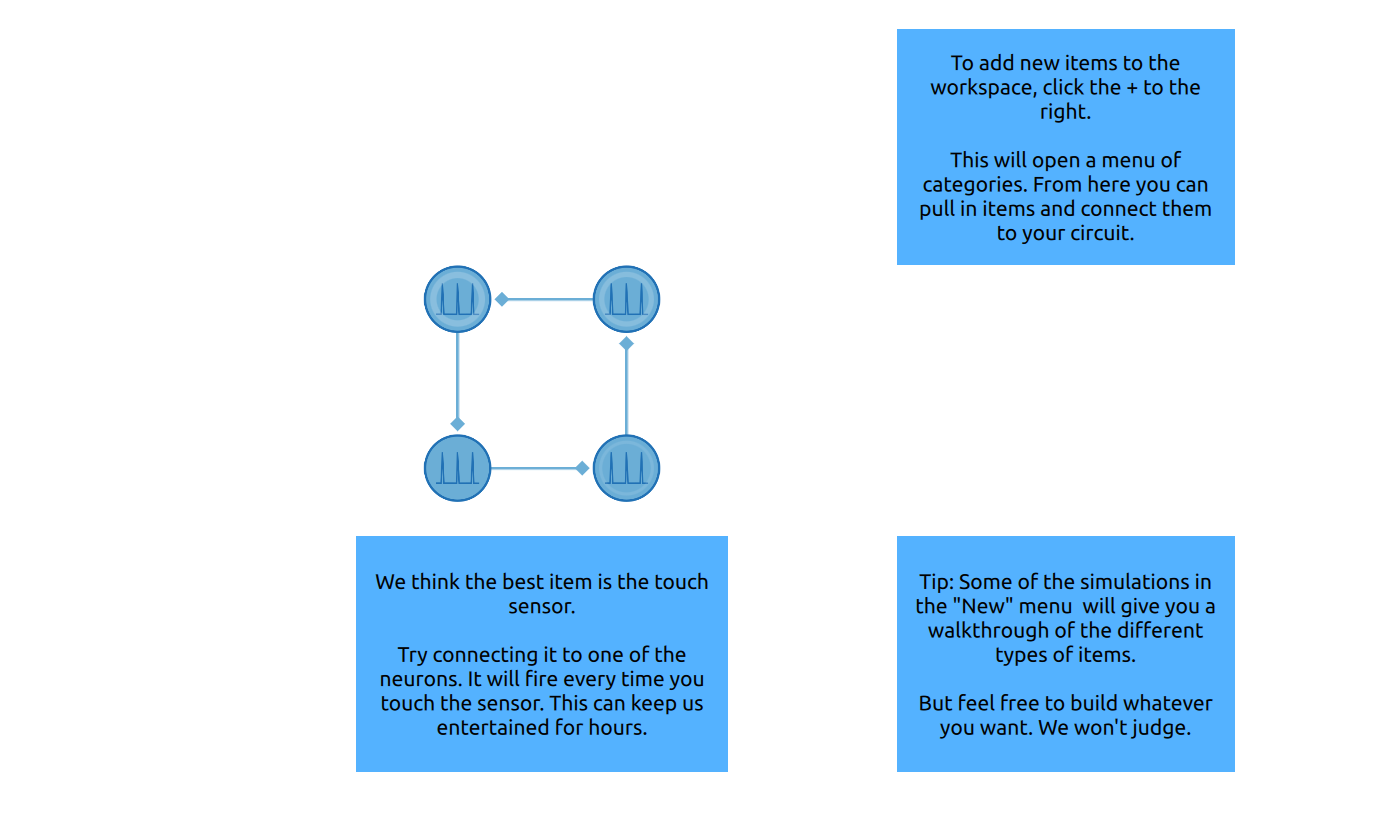 To add new items to the
workspace, click the + to the
right.
This will open a menu of
categories. From here you can
pull in items and connect them
to your circuit.
We think the best item is the touch
sensor.
Try connecting it to one of the
neurons. It will fire every time you
touch the sensor. This can keep us
entertained for hours.
Tip: Some of the simulations in
the "New" menu  will give you a
walkthrough of the different
types of items.
But feel free to build whatever
you want. We won't judge.